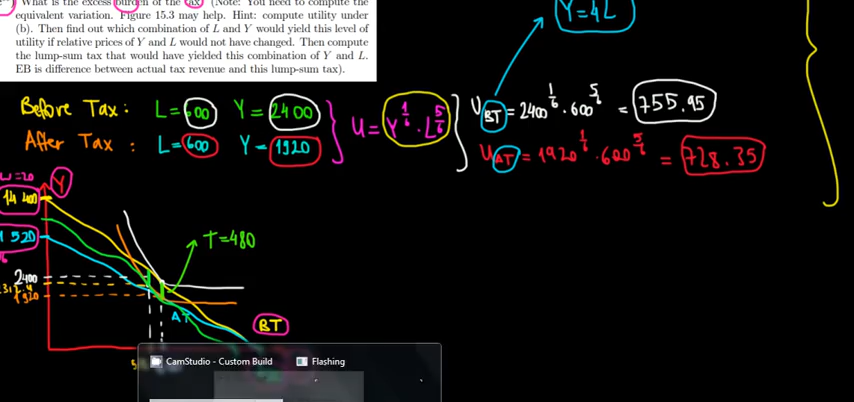 What is the excess burden of the tax (Note: You need to compute the
equivalent variation. Figure 15.3 may help. Hint: compute utility under
(b). Then find out which combination of L and Y would yield this level of
utility if relative prices of Y and L would not have changed. Then compute
the lump-sum tax that would have yielded this combination of Y and L.
EB is difference between actual tax revenue and this lump-sum tax).
Y=4L
Before Tax: L=600 Y=2400
After Tax: L=600 Y=1920
U=Y^1/6 · L^5/6
U BT = 2400^1/6 · 600^5/6 = 755.95
U AT = 1920^1/6 · 600^5/6 = 728.35
w=20
Y
14 400
1 520
2400
1920
T=480
AT
BT
CamStudio - Custom Build
Flashing